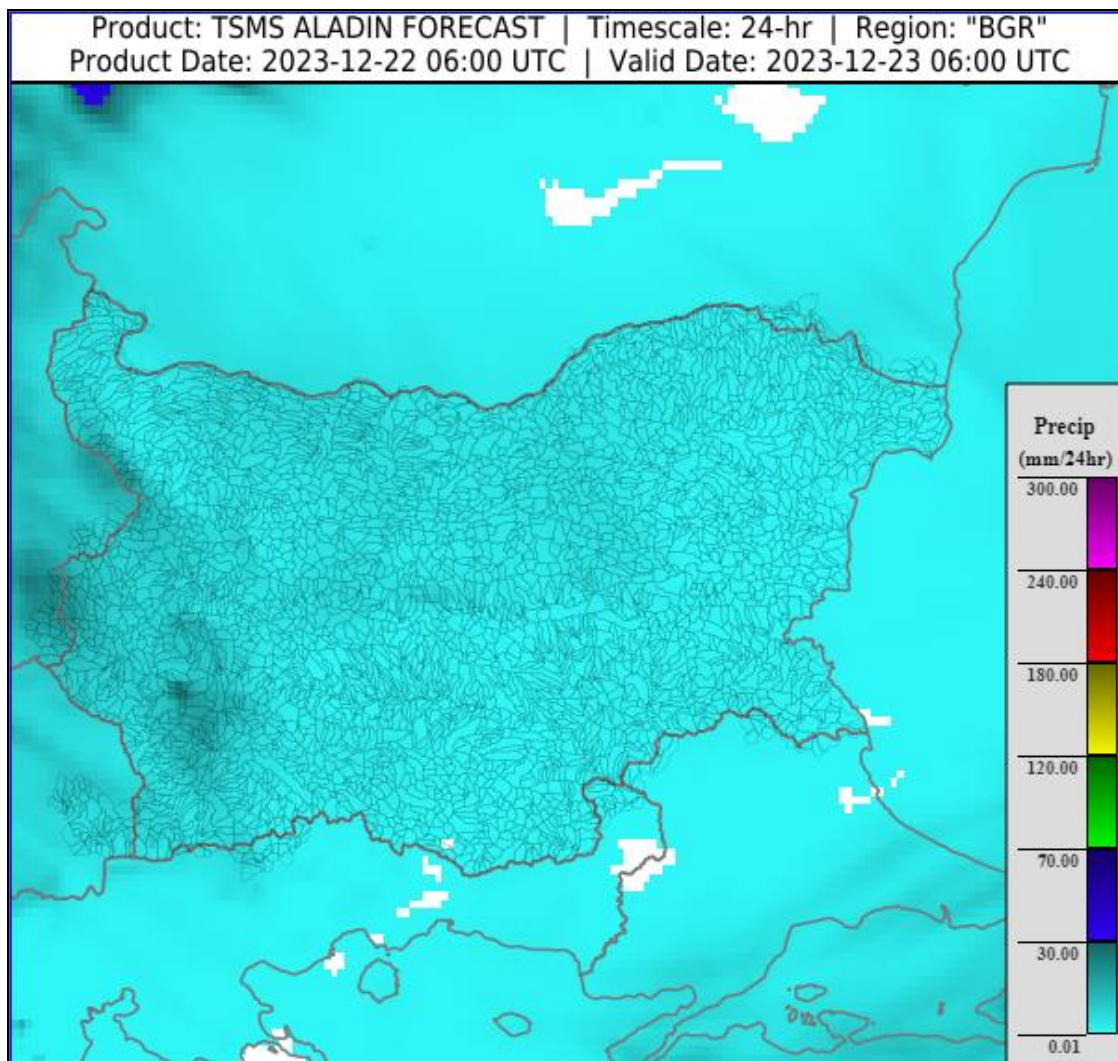 Product: TSMS ALADIN FORECAST | Timescale: 24-hr | Region: "BGR"
Product Date: 2023-12-22 06:00 UTC | Valid Date: 2023-12-23 06:00 UTC
Precip
(mm/24hr)
300.00
240.00
180.00
120.00
70.00
30.00
0.01